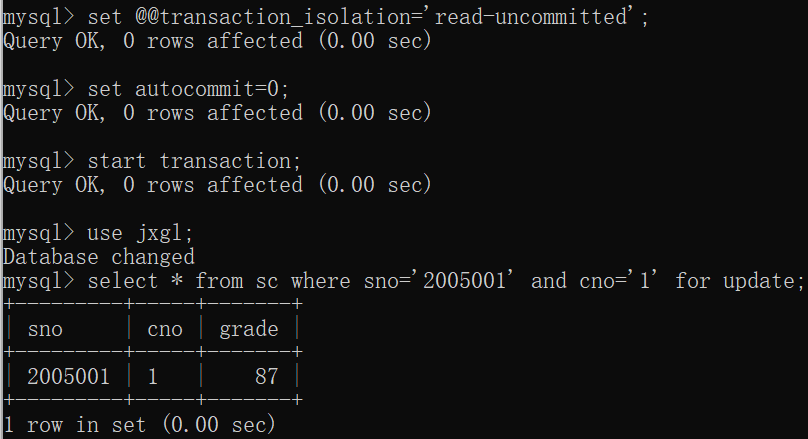 mysql> set @@transaction_isolation='read-uncommitted';
Query OK, 0 rows affected (0.00 sec)
mysql> set autocommit=0;
Query OK, 0 rows affected (0.00 sec)
mysql> start transaction;
Query OK, 0 rows affected (0.00 sec)
mysql> use jxgl;
Database changed
mysql> select * from sc where sno='2005001' and cno='1' for update;
+---------+-----+-------+
| sno     | cno | grade |
+---------+-----+-------+
| 2005001 | 1   |    87 |
+---------+-----+-------+
1 row in set (0.00 sec)